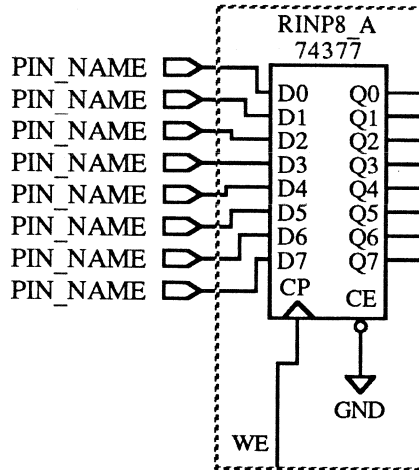 RINP8_A
74377
PIN_NAME D0 Q0
PIN_NAME D1 Q1
PIN_NAME D2 Q2
PIN_NAME D3 Q3
PIN_NAME D4 Q4
PIN_NAME D5 Q5
PIN_NAME D6 Q6
PIN_NAME D7 Q7
CP CE
GND
WE